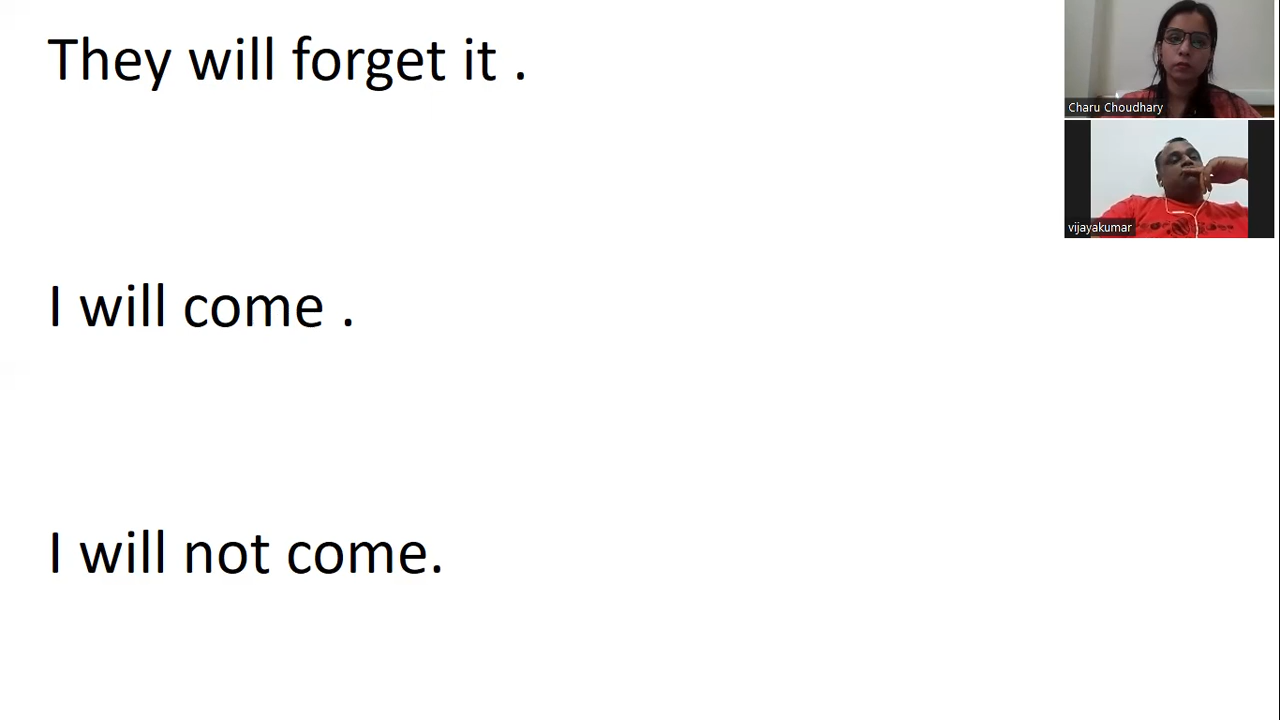 They will forget it .
Charu Choudhary
vijayakumar
I will come .
I will not come.